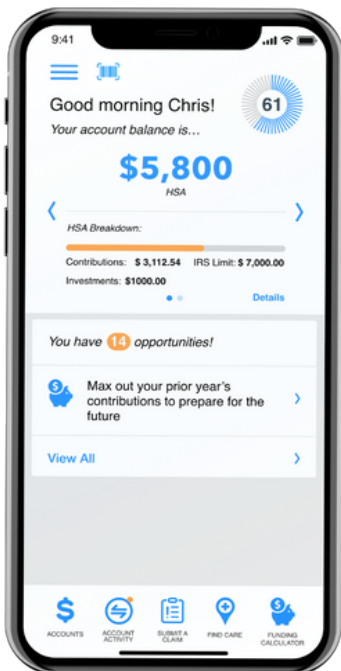 9:41
Good morning Chris!
61
Your account balance is...
$5,800
HSA
HSA Breakdown:
Contributions: $ 3,112.54 IRS Limit: $ 7,000.00
Investments: $1000.00
Details
You have 14 opportunities!
$
Max out your prior year's
contributions to prepare for the
future
View All
$
ACCOUNTS
ACCOUNT
ACTIVITY
SUBMIT A
CLAIM
FIND CARE
$
FUNDING
CALCULATOR